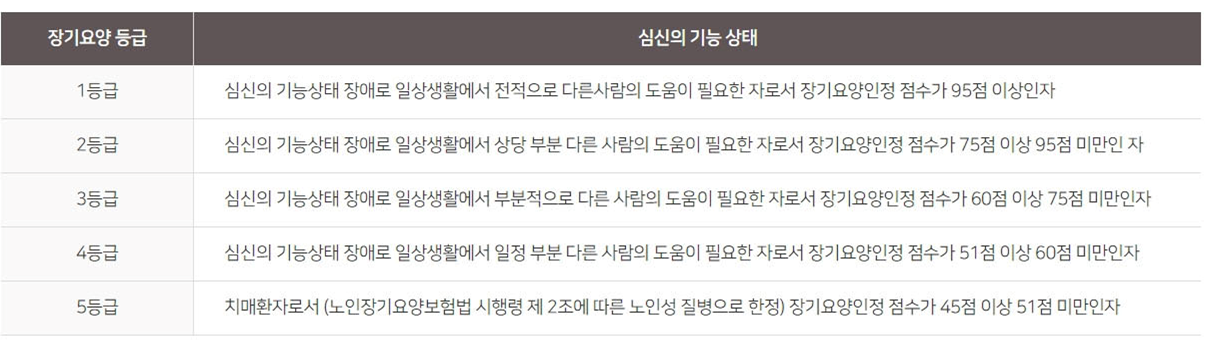 장기요양 등급 심신의 기능 상태
1등급 심신의 기능상태 장애로 일상생활에서 전적으로 다른사람의 도움이 필요한 자로서 장기요양인정 점수가 95점 이상인자
2등급 심신의 기능상태 장애로 일상생활에서 상당 부분 다른 사람의 도움이 필요한 자로서 장기요양인정 점수가 75점 이상 95점 미만인 자
3등급 심신의 기능상태 장애로 일상생활에서 부분적으로 다른 사람의 도움이 필요한 자로서 장기요양인정 점수가 60점 이상 75점 미만인자
4등급 심신의 기능상태 장애로 일상생활에서 일정 부분 다른 사람의 도움이 필요한 자로서 장기요양인정 점수가 51점 이상 60점 미만인자
5등급 치매환자로서 (노인장기요양보험법 시행령 제 2조에 따른 노인성 질병으로 한정) 장기요양인정 점수가 45점 이상 51점 미만인자